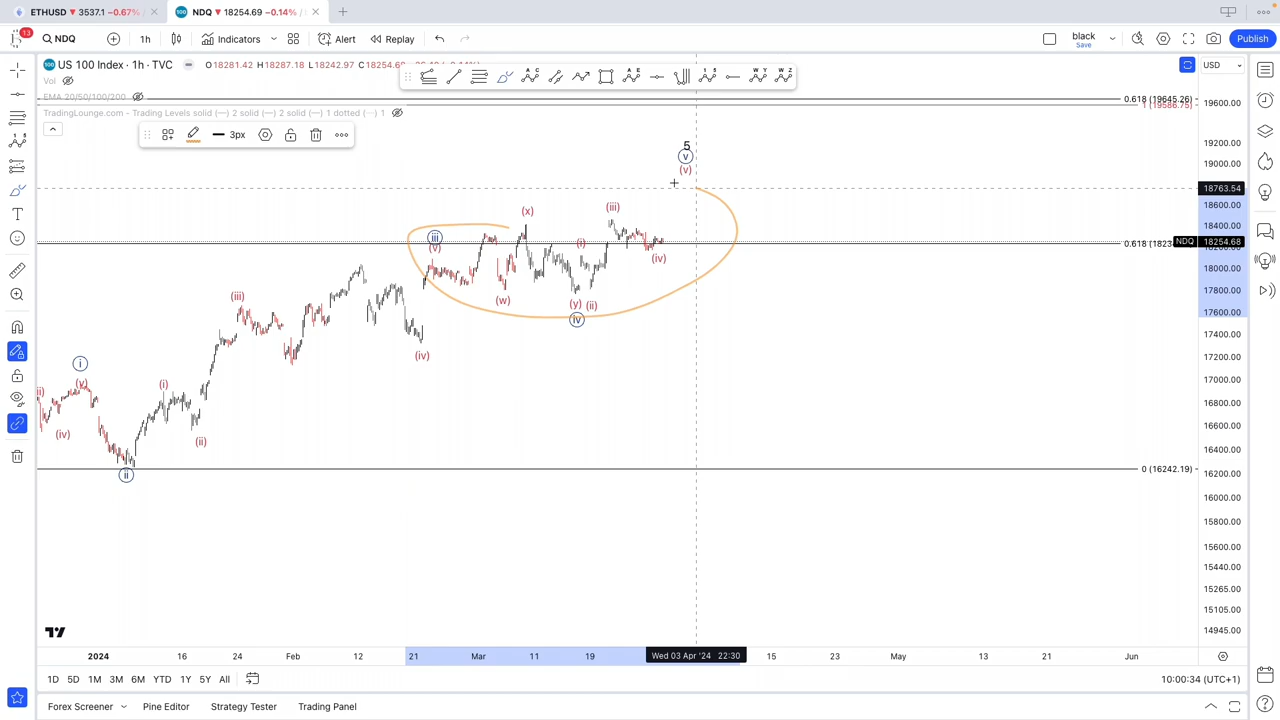 ETHUSD ▼ 3537.1 −0.67%
NDQ ▼ 18254.69 −0.14%
13
NDQ 1h Indicators Alert Replay black Save Publish
US 100 Index · 1h · TVC O18281.42 H18287.18 L18242.97
USD
Vol
EMA 20/50/100/200
TradingLounge.com - Trading Levels solid (—) 2 solid (—) 2 solid (—) 1 dotted (···) 1
3px
0.618 (19645.26)
1 (19586.75)
19600.00
19200.00
19000.00
18763.54
18600.00
18400.00
NDQ 18254.68
18000.00
17800.00
17600.00
17400.00
17200.00
17000.00
16800.00
16600.00
16400.00
16200.00
16000.00
15800.00
15600.00
15440.00
15265.00
15105.00
14945.00
0 (16242.19)
5
v
(v)
(x)
(iii)
iii
(v)
(i)
(iv)
(w)
(y) (ii)
iv
(iii)
(iv)
i
(v)
(i)
(iv)
(ii)
ii
2024 16 24 Feb 12 21 Mar 11 19 Wed 03 Apr '24 22:30 15 23 May 13 21 Jun
1D 5D 1M 3M 6M YTD 1Y 5Y All
10:00:34 (UTC+1)
Forex Screener Pine Editor Strategy Tester Trading Panel